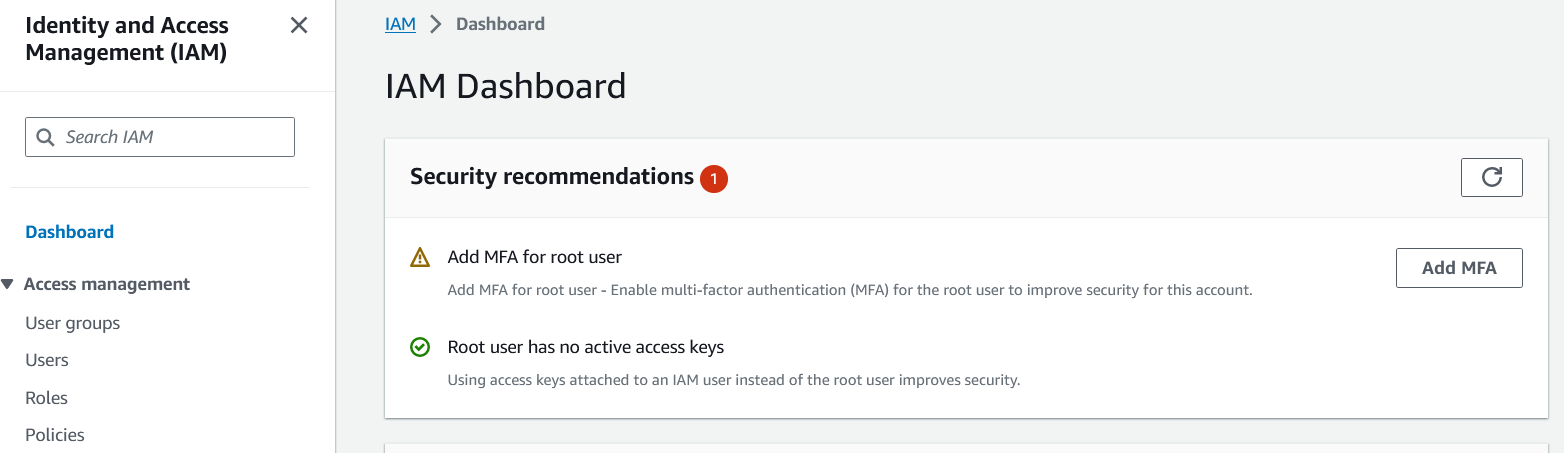 Identity and Access
Management (IAM)
Search IAM
Dashboard
Access management
User groups
Users
Roles
Policies
IAM
Dashboard
IAM Dashboard
Security recommendations
1
Add MFA for root user
Add MFA for root user - Enable multi-factor authentication (MFA) for the root user to improve security for this account.
Add MFA
Root user has no active access keys
Using access keys attached to an IAM user instead of the root user improves security.